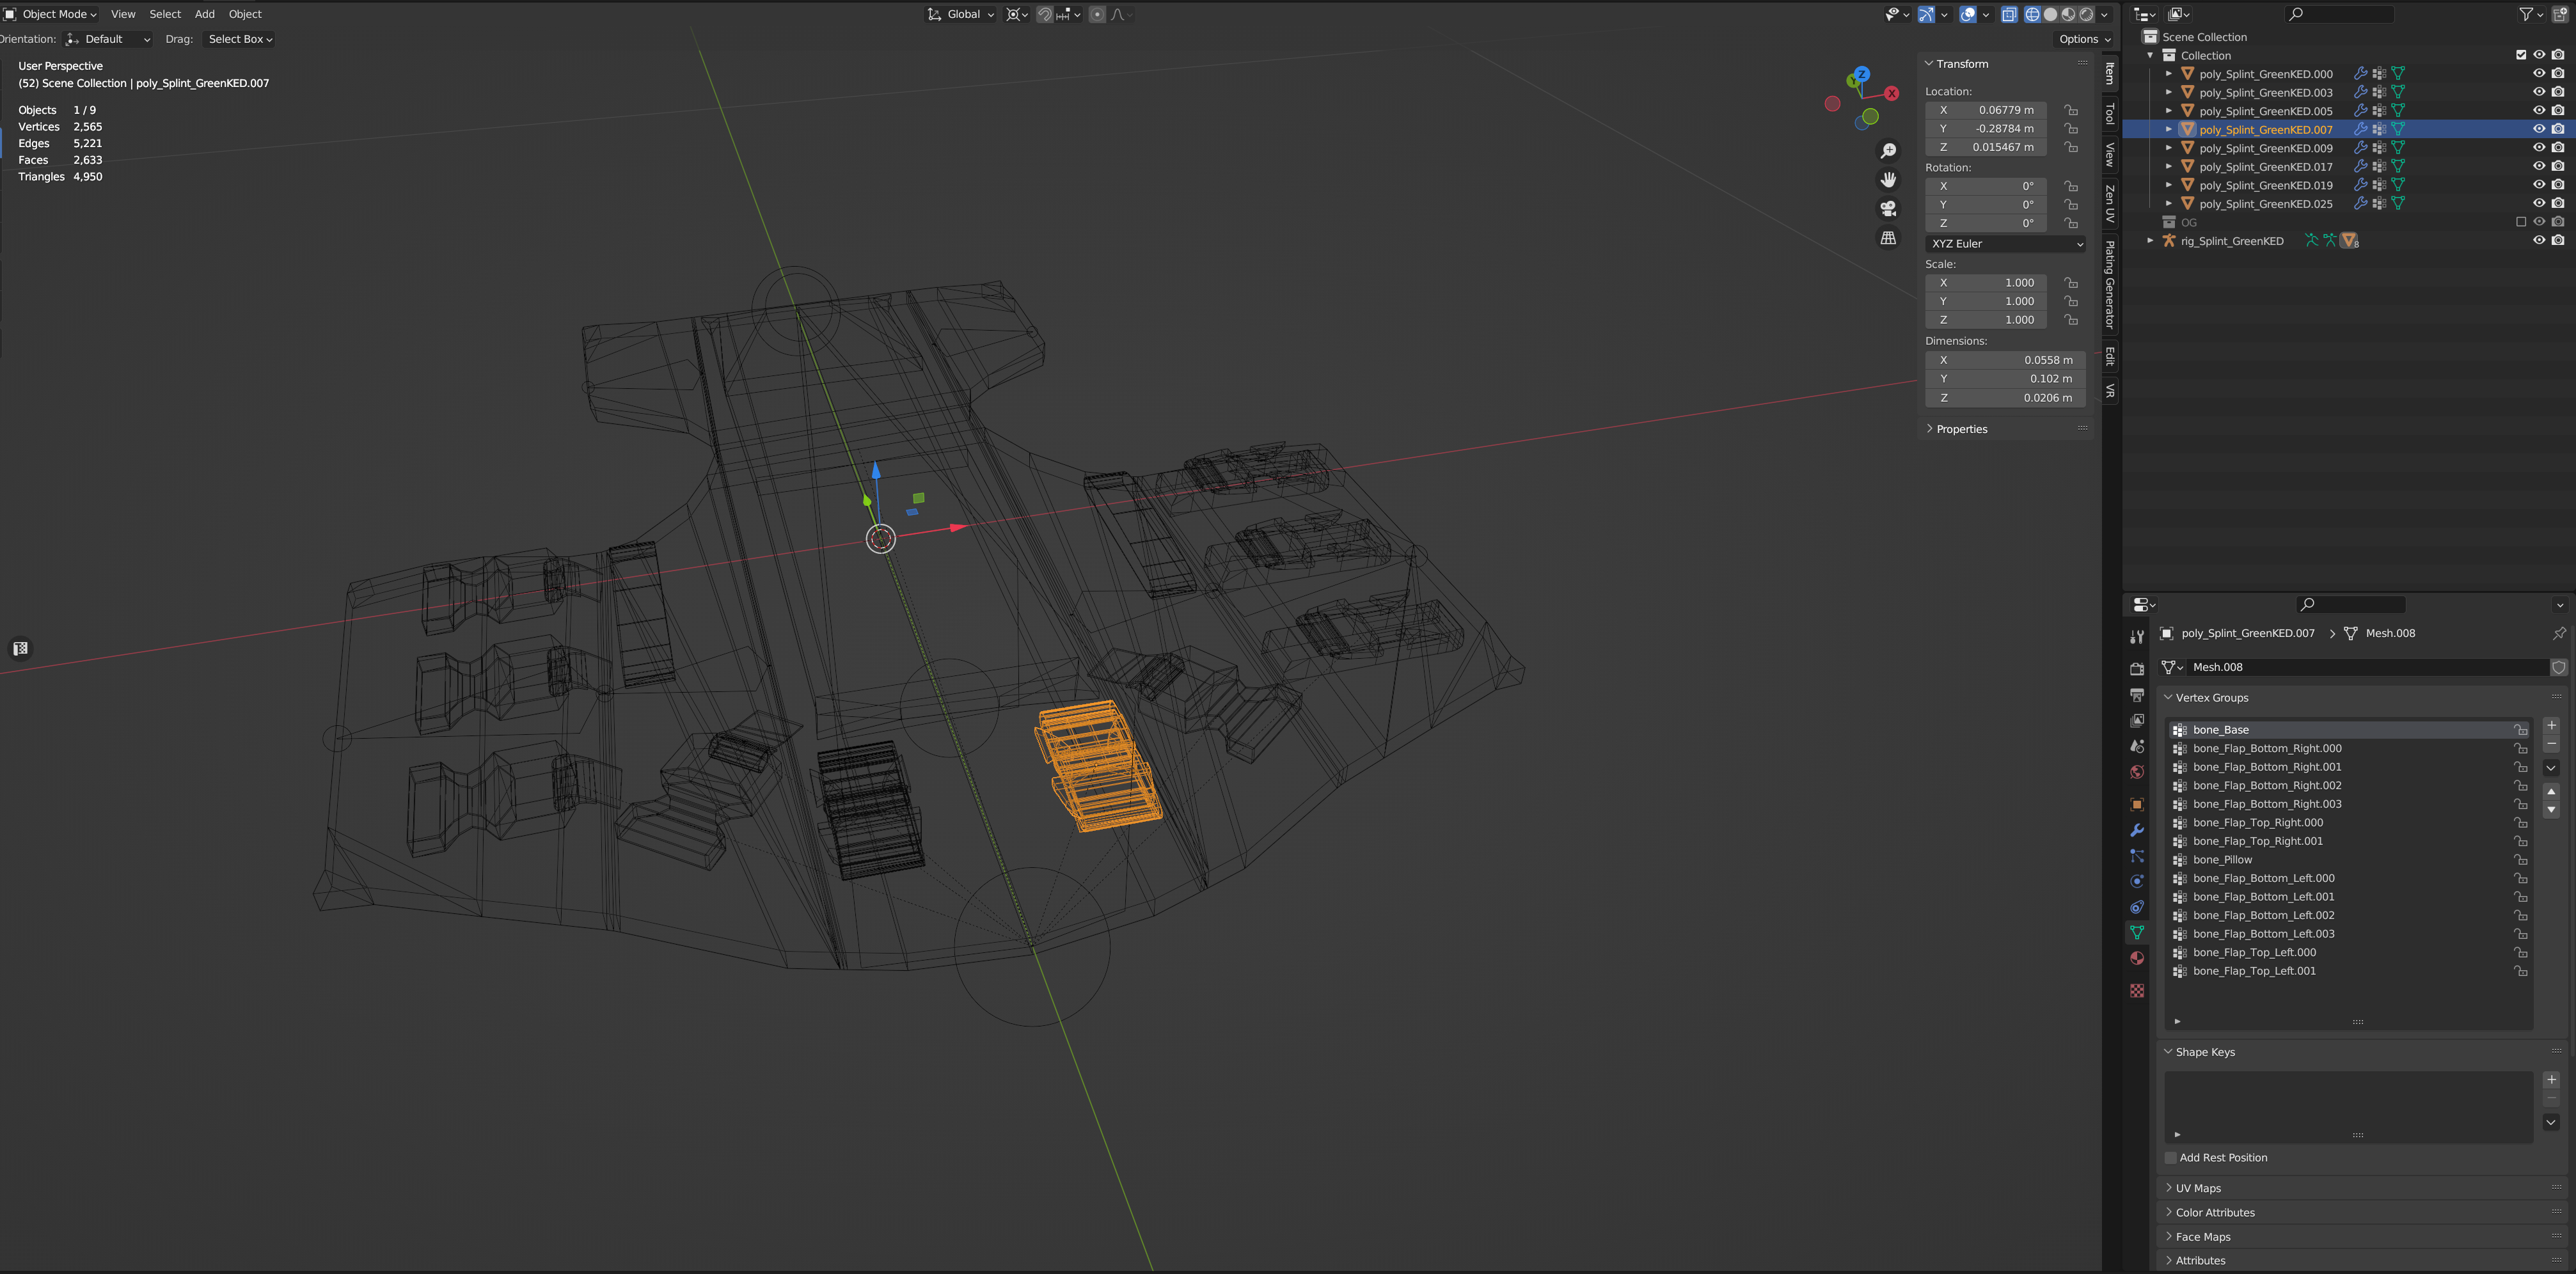 Object Mode View Select Add Object Global
Orientation: Default Drag: Select Box Options
User Perspective
(52) Scene Collection | poly_Splint_GreenKED.007
Objects 1 / 9
Vertices 2,565
Edges 5,221
Faces 2,633
Triangles 4,950
Z
Y
X
Transform
Location:
X 0.06779 m
Y -0.28784 m
Z 0.015467 m
Rotation:
X 0°
Y 0°
Z 0°
XYZ Euler
Scale:
X 1.000
Y 1.000
Z 1.000
Dimensions:
X 0.0558 m
Y 0.102 m
Z 0.0206 m
Properties
Item
Tool
View
Zen UV
Plating Generator
Edit
VR
Scene Collection
Collection
poly_Splint_GreenKED.000
poly_Splint_GreenKED.003
poly_Splint_GreenKED.005
poly_Splint_GreenKED.007
poly_Splint_GreenKED.009
poly_Splint_GreenKED.017
poly_Splint_GreenKED.019
poly_Splint_GreenKED.025
OG
rig_Splint_GreenKED 8
poly_Splint_GreenKED.007 Mesh.008
Mesh.008
Vertex Groups
bone_Base
bone_Flap_Bottom_Right.000
bone_Flap_Bottom_Right.001
bone_Flap_Bottom_Right.002
bone_Flap_Bottom_Right.003
bone_Flap_Top_Right.000
bone_Flap_Top_Right.001
bone_Pillow
bone_Flap_Bottom_Left.000
bone_Flap_Bottom_Left.001
bone_Flap_Bottom_Left.002
bone_Flap_Bottom_Left.003
bone_Flap_Top_Left.000
bone_Flap_Top_Left.001
Shape Keys
Add Rest Position
UV Maps
Color Attributes
Face Maps
Attributes